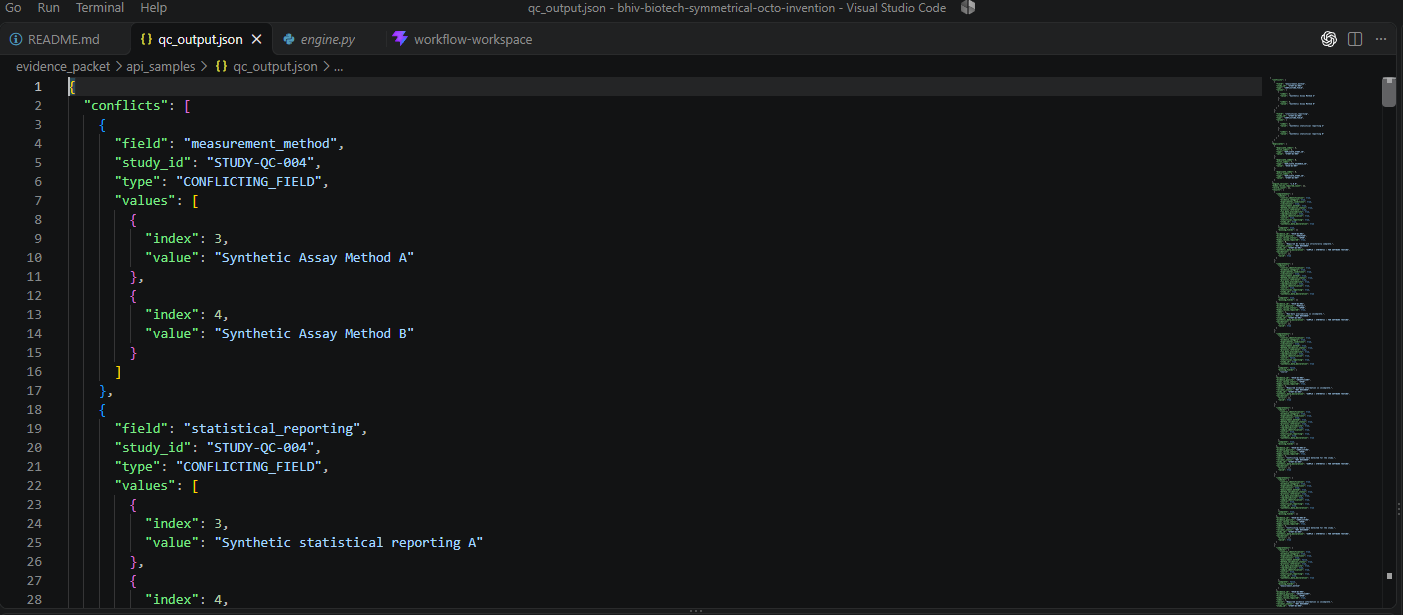 Go Run Terminal Help qc_output.json - bhiv-biotech-symmetrical-octo-invention - Visual Studio Code
README.md {} qc_output.json × engine.py workflow-workspace ...
evidence_packet > api_samples > {} qc_output.json > ...
1 {
2 "conflicts": [
3 {
4 "field": "measurement_method",
5 "study_id": "STUDY-QC-004",
6 "type": "CONFLICTING_FIELD",
7 "values": [
8 {
9 "index": 3,
10 "value": "Synthetic Assay Method A"
11 },
12 {
13 "index": 4,
14 "value": "Synthetic Assay Method B"
15 }
16 ]
17 },
18 {
19 "field": "statistical_reporting",
20 "study_id": "STUDY-QC-004",
21 "type": "CONFLICTING_FIELD",
22 "values": [
23 {
24 "index": 3,
25 "value": "Synthetic statistical reporting A"
26 },
27 {
28 "index": 4,